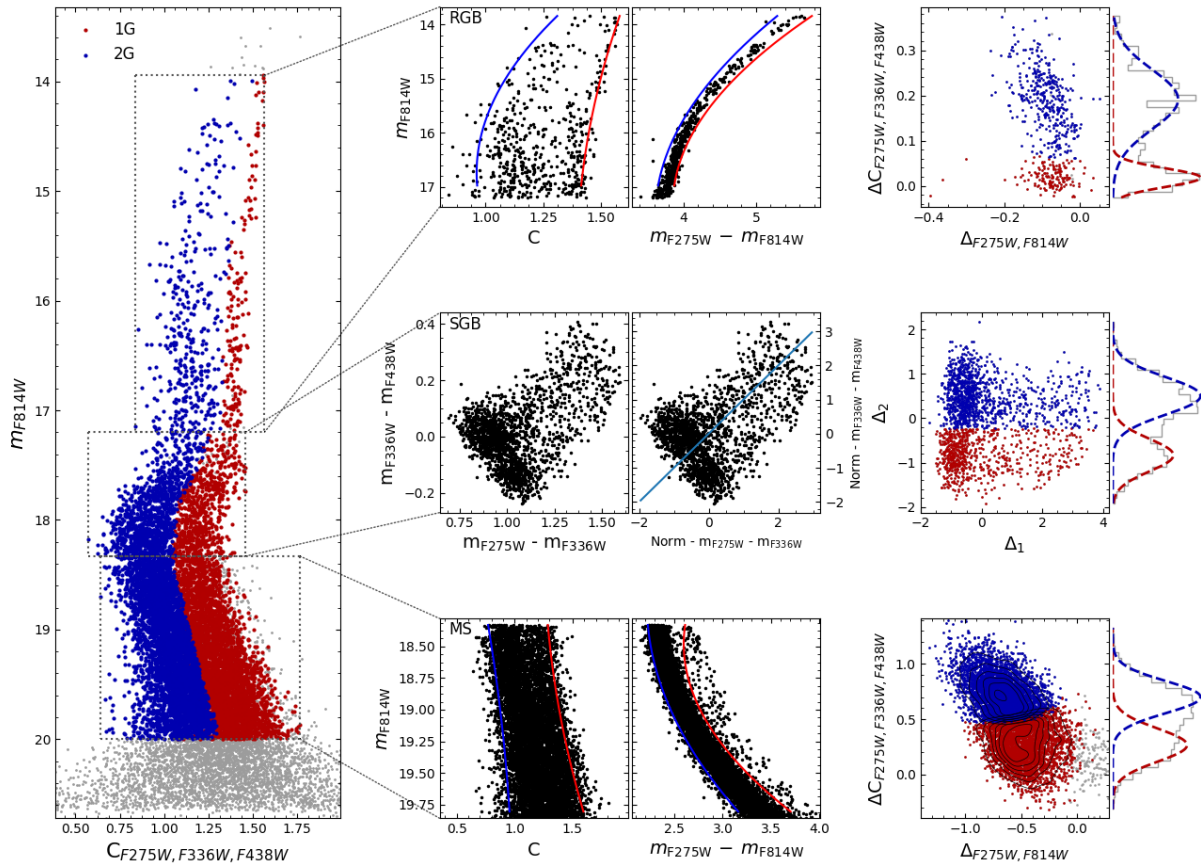 1G
2G
14
15
16
17
18
19
20
m_F814W
0.50 0.75 1.00 1.25 1.50 1.75
C_F275W, F336W, F438W
RGB
14
15
16
17
m_F814W
1.00 1.25 1.50
C
4 5
m_F275W − m_F814W
0.3
0.2
0.1
0.0
ΔC_F275W, F336W, F438W
−0.4 −0.2 0.0
Δ_F275W, F814W
SGB
0.4
0.2
0.0
−0.2
m_F336W - m_F438W
0.75 1.00 1.25 1.50
m_F275W - m_F336W
3
2
1
0
−1
−2
Norm - m_F336W - m_F438W
−2 0 2
Norm - m_F275W - m_F336W
2
1
0
−1
−2
Δ_2
−2 0 2 4
Δ_1
MS
18.50
18.75
19.00
19.25
19.50
19.75
m_F814W
0.5 1.0 1.5
C
2.5 3.0 3.5 4.0
m_F275W − m_F814W
1.0
0.5
0.0
ΔC_F275W, F336W, F438W
−1.0 −0.5 0.0
Δ_F275W, F814W